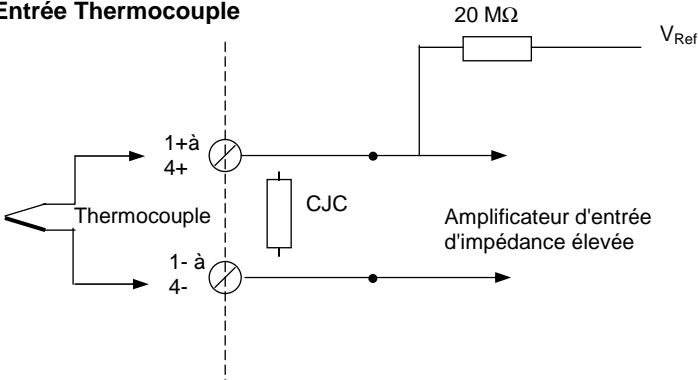 Entrée Thermocouple
20 MΩ
VRef
1+à
4+
Thermocouple
CJC
Amplificateur d'entrée
d'impédance élevée
1- à
4-